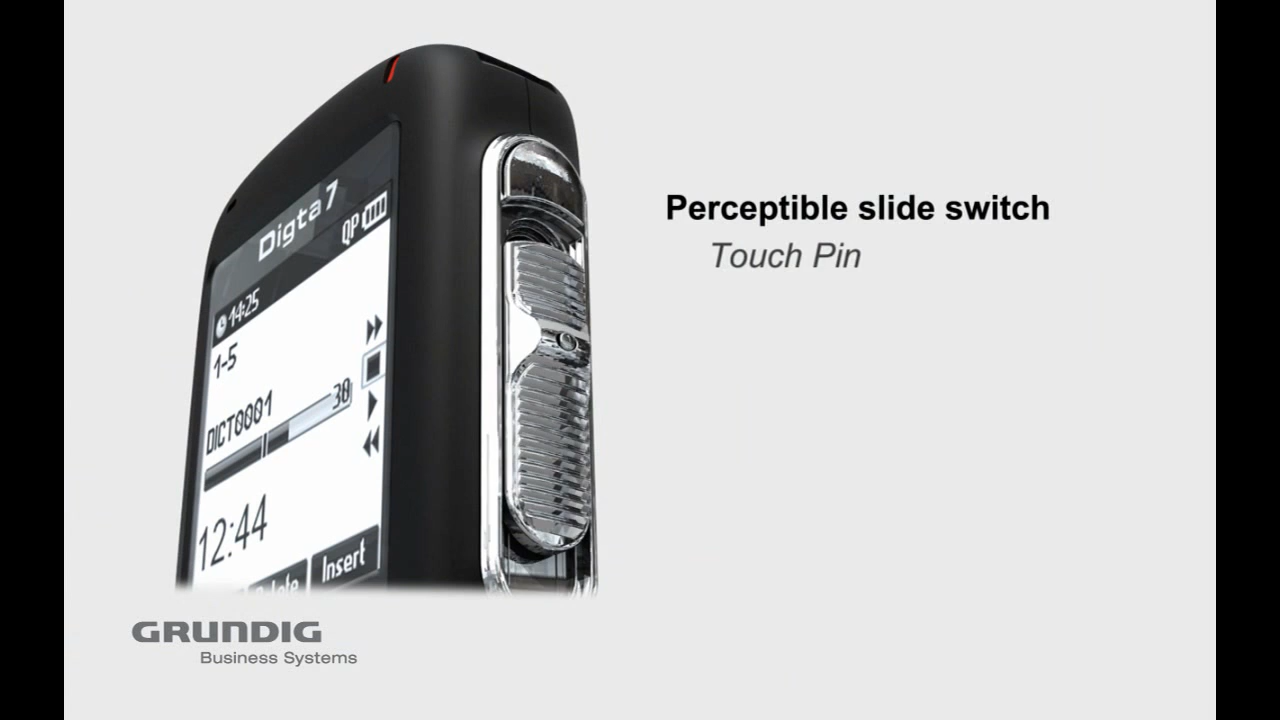 Perceptible slide switch
Touch Pin
Digta 7
QP
14:25
1-5
DICT0001
30
12:44
Insert
GRUNDIG
Business Systems